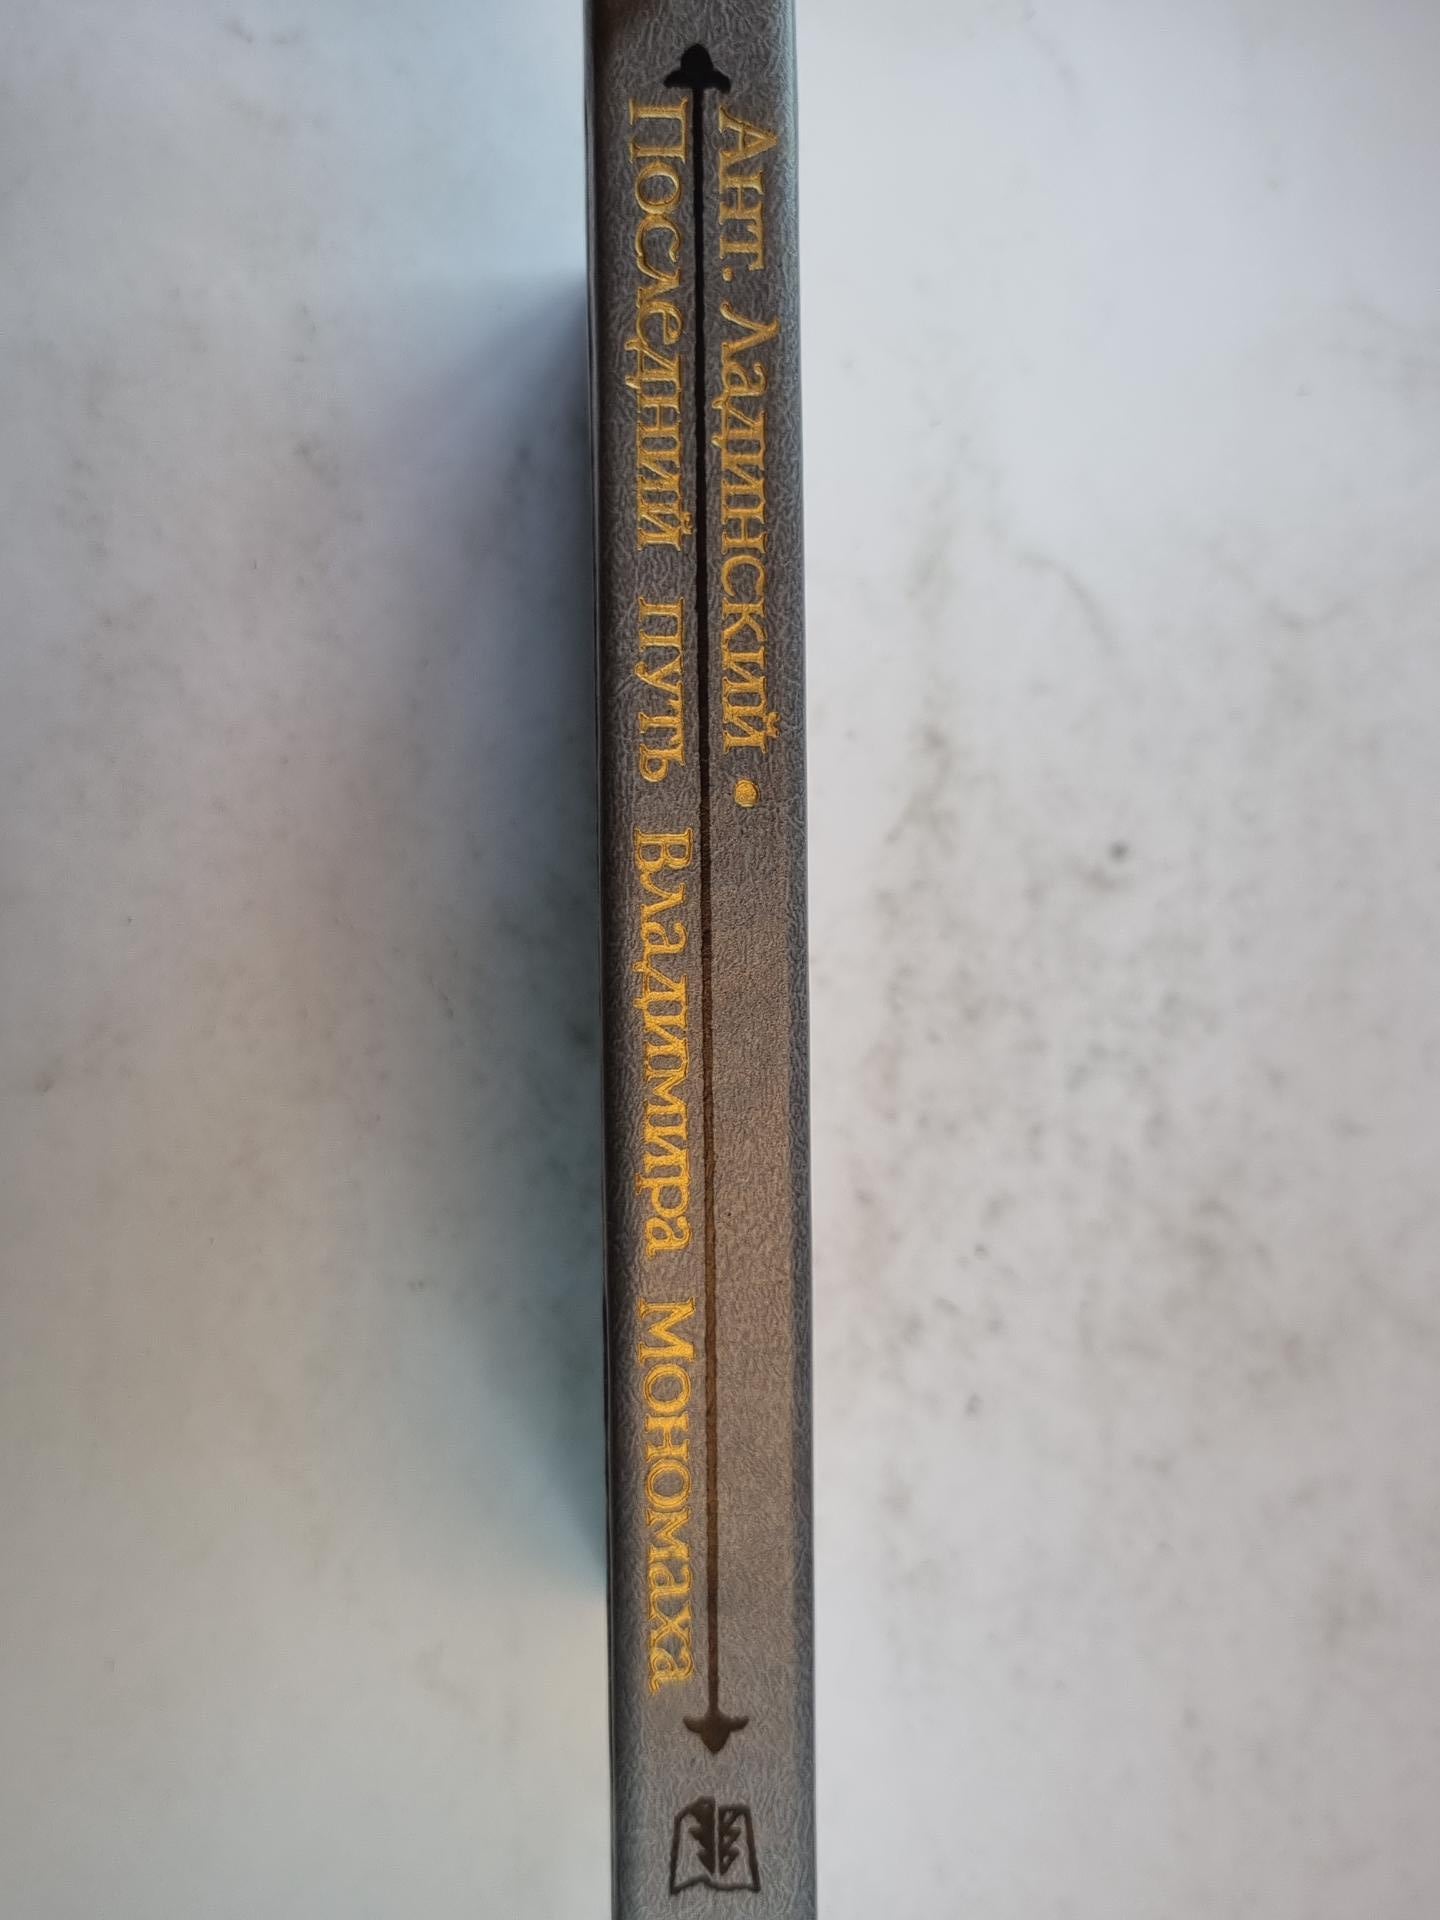 Ант. Ладинский •
Последний путь Владимира Мономаха